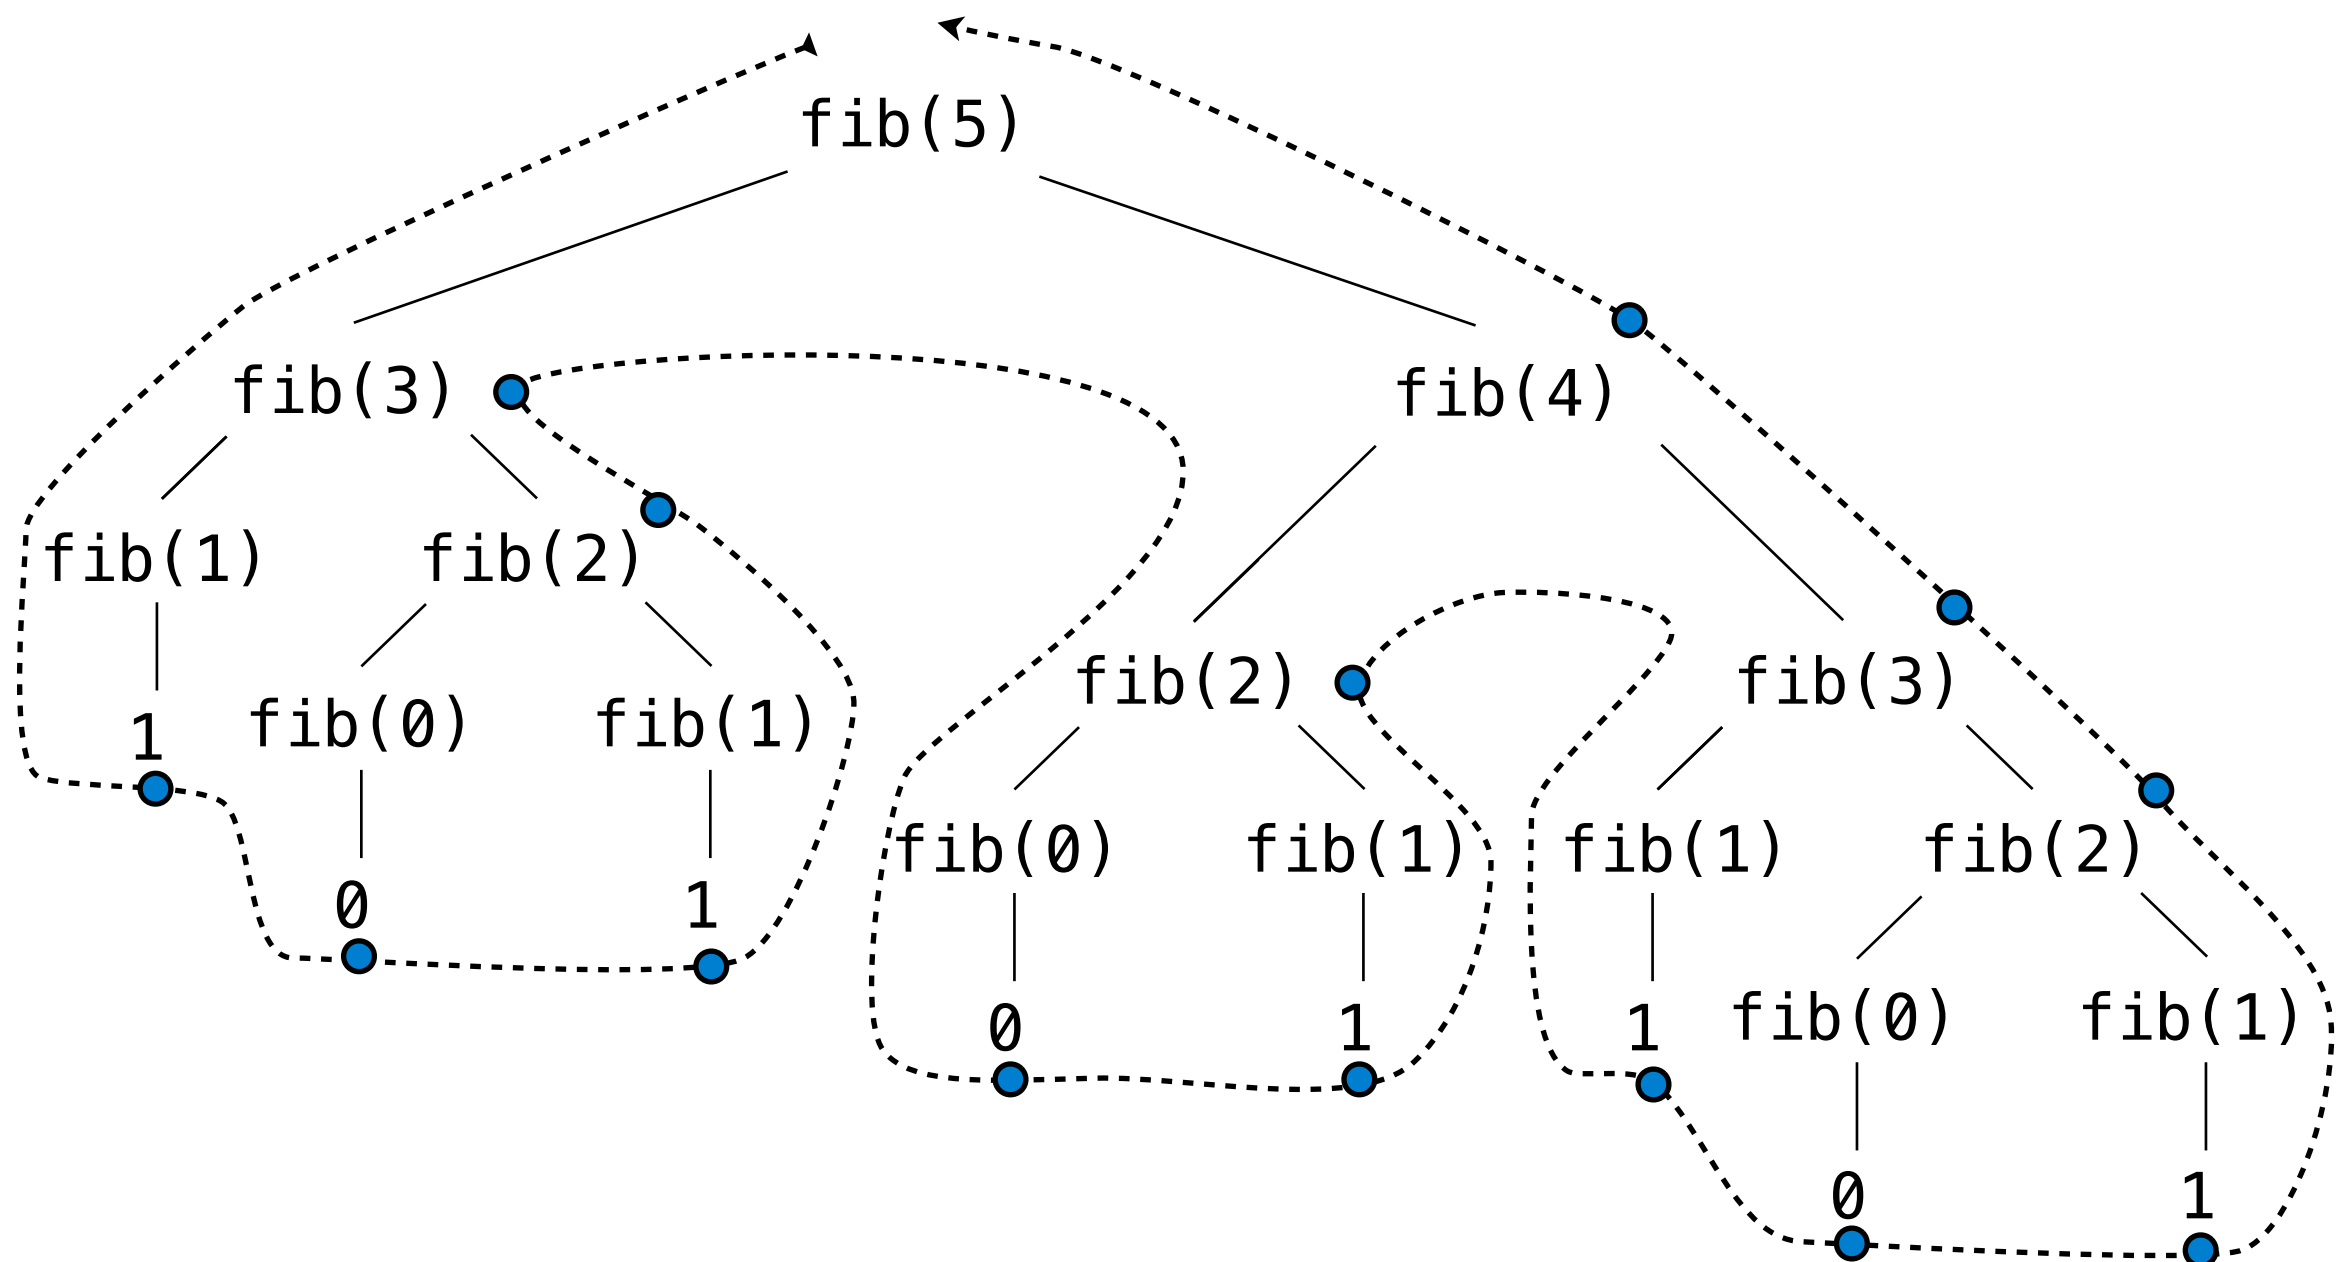 fib(5)
fib(3) fib(4)
fib(1) fib(2)
fib(2) fib(3)
1 fib(0) fib(1)
fib(0) fib(1) fib(1) fib(2)
0 1
0 1 1 fib(0) fib(1)
0 1